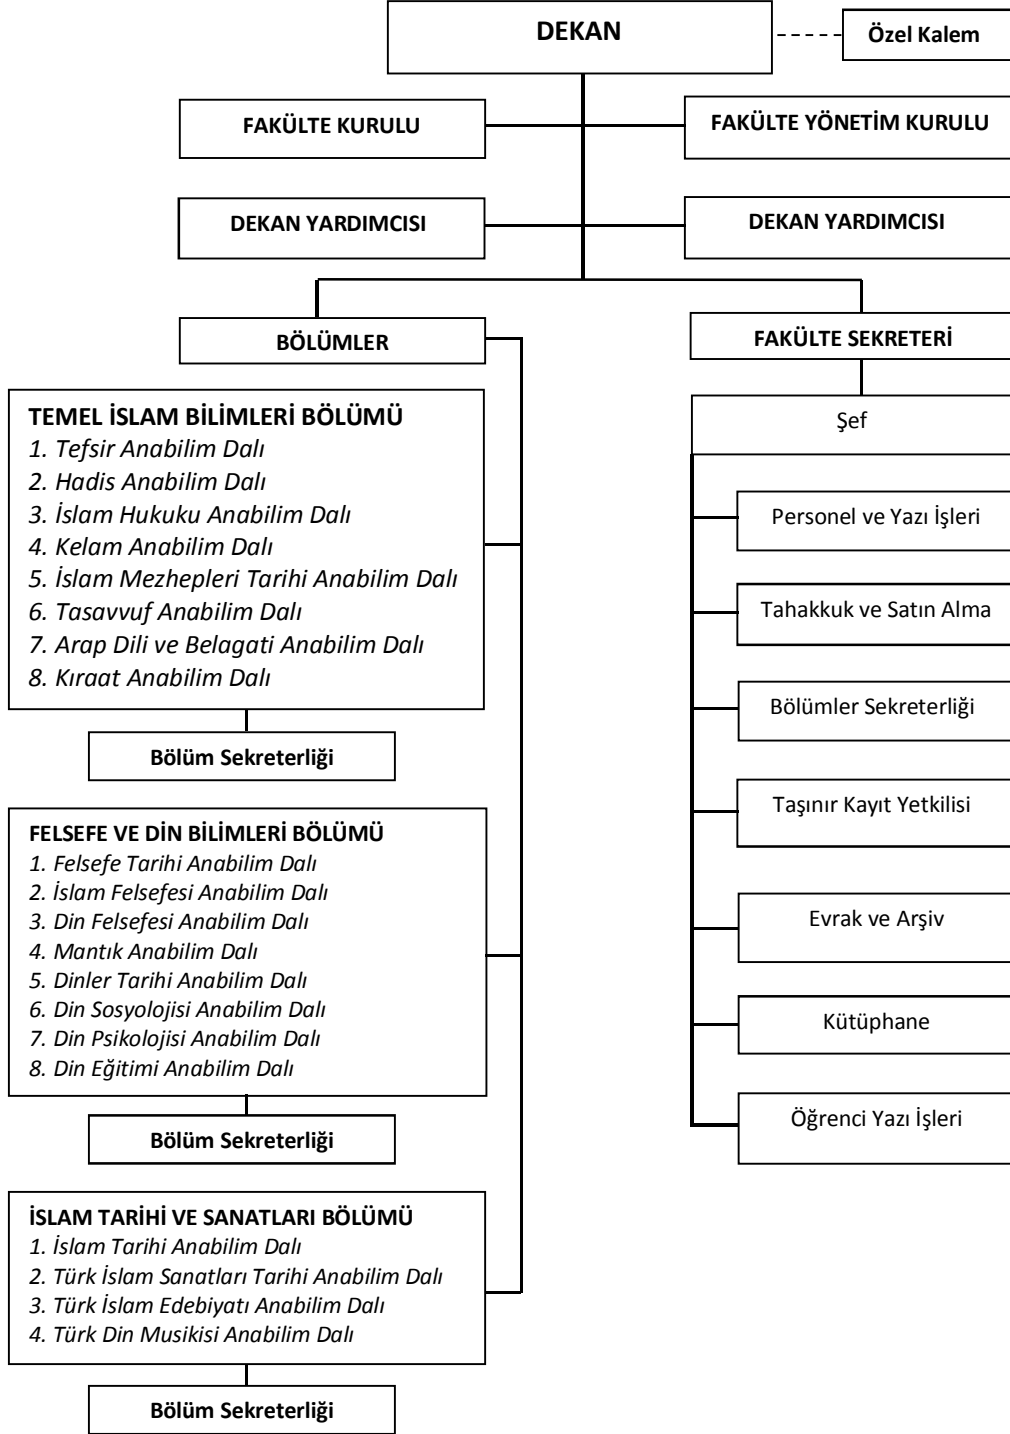 DEKAN
Özel Kalem
FAKÜLTE KURULU
FAKÜLTE YÖNETİM KURULU
DEKAN YARDIMCISI
DEKAN YARDIMCISI
BÖLÜMLER
FAKÜLTE SEKRETERİ
TEMEL İSLAM BİLİMLERİ BÖLÜMÜ
1. Tefsir Anabilim Dalı
2. Hadis Anabilim Dalı
3. İslam Hukuku Anabilim Dalı
4. Kelam Anabilim Dalı
5. İslam Mezhepleri Tarihi Anabilim Dalı
6. Tasavvuf Anabilim Dalı
7. Arap Dili ve Belagati Anabilim Dalı
8. Kıraat Anabilim Dalı
Bölüm Sekreterliği
FELSEFE VE DİN BİLİMLERİ BÖLÜMÜ
1. Felsefe Tarihi Anabilim Dalı
2. İslam Felsefesi Anabilim Dalı
3. Din Felsefesi Anabilim Dalı
4. Mantık Anabilim Dalı
5. Dinler Tarihi Anabilim Dalı
6. Din Sosyolojisi Anabilim Dalı
7. Din Psikolojisi Anabilim Dalı
8. Din Eğitimi Anabilim Dalı
Bölüm Sekreterliği
İSLAM TARİHİ VE SANATLARI BÖLÜMÜ
1. İslam Tarihi Anabilim Dalı
2. Türk İslam Sanatları Tarihi Anabilim Dalı
3. Türk İslam Edebiyatı Anabilim Dalı
4. Türk Din Musikisi Anabilim Dalı
Bölüm Sekreterliği
Şef
Personel ve Yazı İşleri
Tahakkuk ve Satın Alma
Bölümler Sekreterliği
Taşınır Kayıt Yetkilisi
Evrak ve Arşiv
Kütüphane
Öğrenci Yazı İşleri